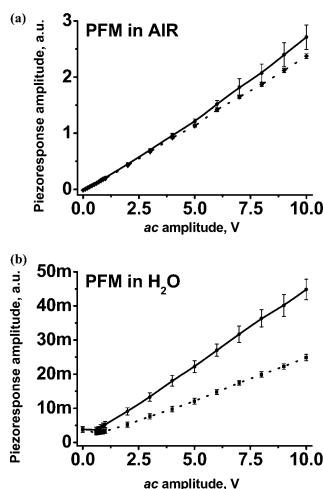 (a)
PFM in AIR
Piezoresponse amplitude, a.u.
3
2
1
0
0.0 2.5 5.0 7.5 10.0
ac amplitude, V
(b)
PFM in H₂O
Piezoresponse amplitude, a.u.
50m
40m
30m
20m
10m
0
0.0 2.5 5.0 7.5 10.0
ac amplitude, V